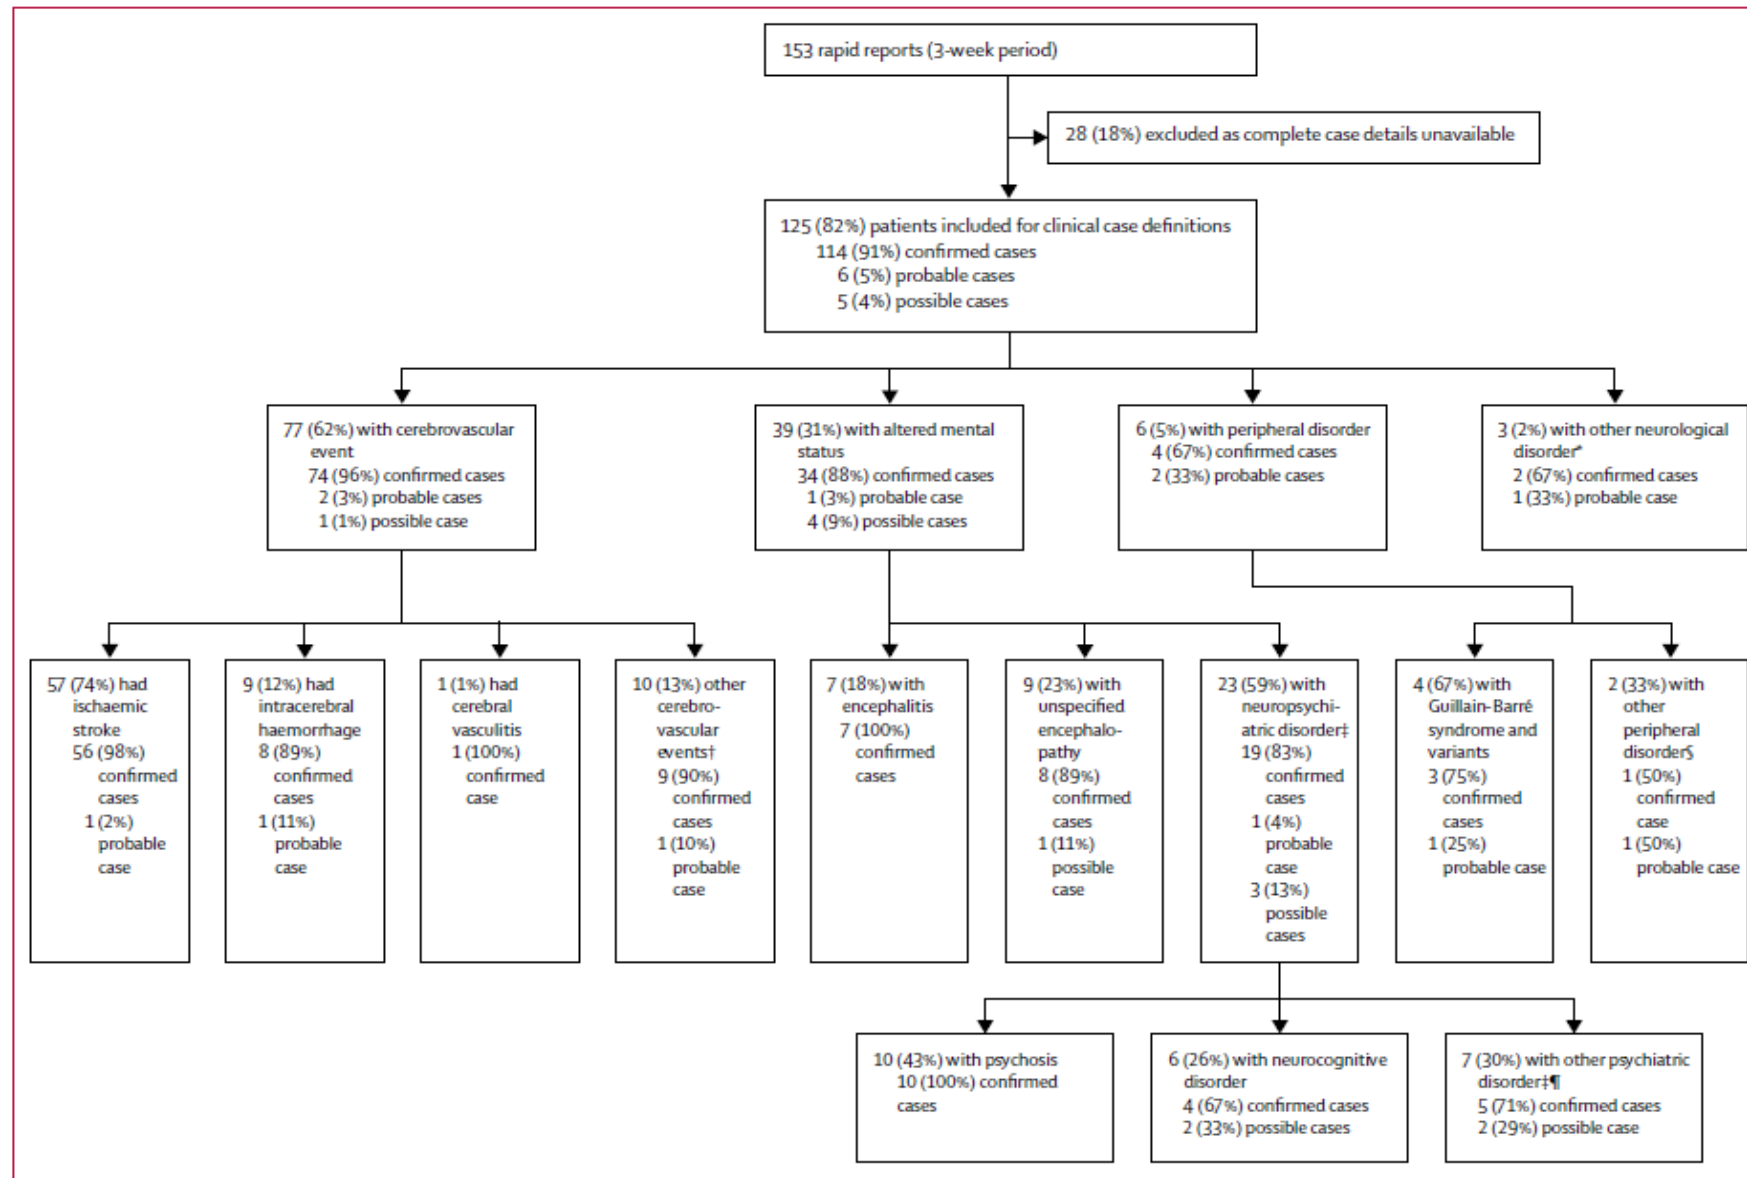 153 rapid reports (3-week period)
28 (18%) excluded as complete case details unavailable
125 (82%) patients included for clinical case definitions
114 (91%) confirmed cases
6 (5%) probable cases
5 (4%) possible cases
77 (62%) with cerebrovascular
event
74 (96%) confirmed cases
2 (3%) probable cases
1 (1%) possible case
39 (31%) with altered mental
status
34 (88%) confirmed cases
1 (3%) probable case
4 (9%) possible cases
6 (5%) with peripheral disorder
4 (67%) confirmed cases
2 (33%) probable cases
3 (2%) with other neurological
disorder*
2 (67%) confirmed cases
1 (33%) probable case
57 (74%) had
ischaemic
stroke
56 (98%)
confirmed
cases
1 (2%)
probable
case
9 (12%) had
intracerebral
haemorrhage
8 (89%)
confirmed
cases
1 (11%)
probable
case
1 (1%) had
cerebral
vasculitis
1 (100%)
confirmed
case
10 (13%) other
cerebro-
vascular
events†
9 (90%)
confirmed
cases
1 (10%)
probable
case
7 (18%) with
encephalitis
7 (100%)
confirmed
cases
9 (23%) with
unspecified
encephalo-
pathy
8 (89%)
confirmed
cases
1 (11%)
possible
case
23 (59%) with
neuropsychi-
atric disorder‡
19 (83%)
confirmed
cases
1 (4%)
probable
case
3 (13%)
possible
cases
4 (67%) with
Guillain-Barré
syndrome and
variants
3 (75%)
confirmed
cases
1 (25%)
probable case
2 (33%) with
other
peripheral
disorder§
1 (50%)
confirmed
case
1 (50%)
probable case
10 (43%) with psychosis
10 (100%) confirmed
cases
6 (26%) with neurocognitive
disorder
4 (67%) confirmed cases
2 (33%) possible cases
7 (30%) with other psychiatric
disorder‡¶
5 (71%) confirmed cases
2 (29%) possible case